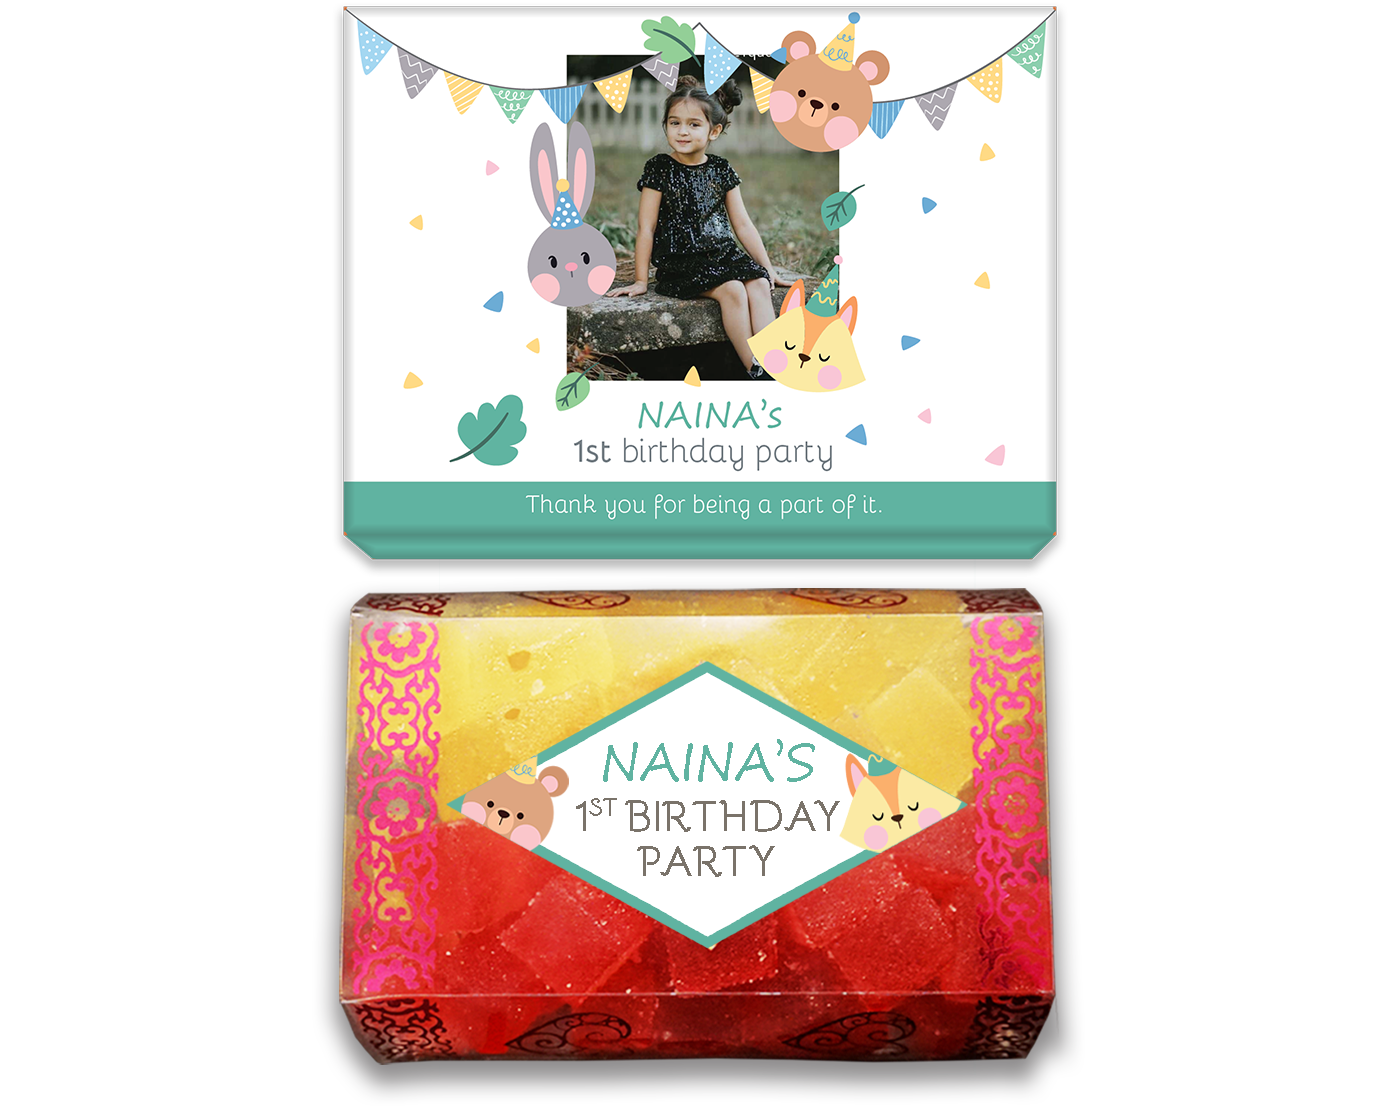 NAINA's
1st birthday party
Thank you for being a part of it.
NAINA'S
1ST BIRTHDAY
PARTY